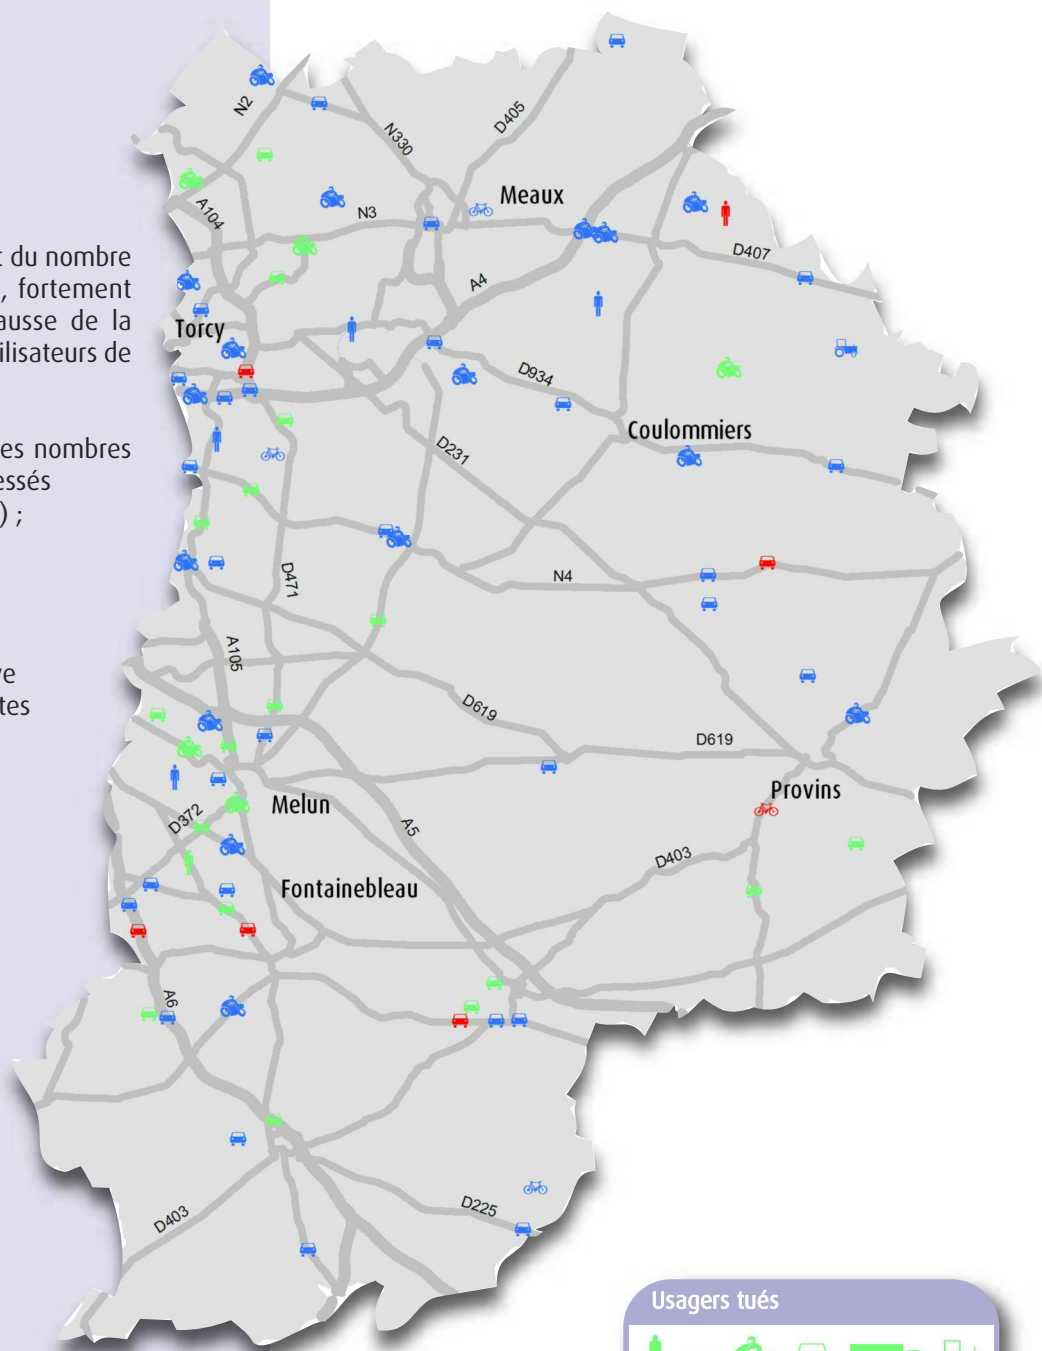 t du nombre
, fortement
ausse de la
ilisateurs de
es nombres
essés
) ;
ve
tes
N2
N330
D405
Meaux
A104
N3
D407
A4
Torcy
D934
Coulommiers
D231
D471
N4
A105
D619
D619
Provins
Melun
D372
A5
D403
Fontainebleau
A6
D403
D225
Usagers tués